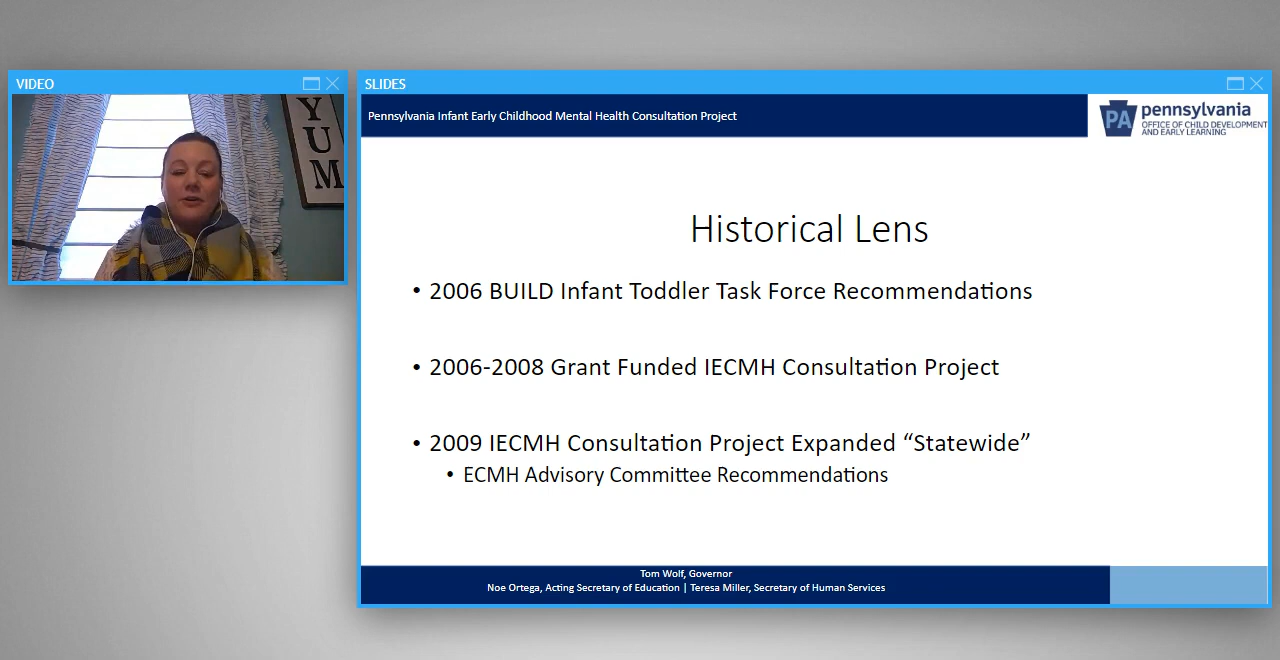 VIDEO
YUM
SLIDES
Pennsylvania Infant Early Childhood Mental Health Consultation Project
PA
pennsylvania
OFFICE OF CHILD DEVELOPMENT
AND EARLY LEARNING
Historical Lens
• 2006 BUILD Infant Toddler Task Force Recommendations
• 2006-2008 Grant Funded IECMH Consultation Project
• 2009 IECMH Consultation Project Expanded “Statewide”
• ECMH Advisory Committee Recommendations
Tom Wolf, Governor
Noe Ortega, Acting Secretary of Education | Teresa Miller, Secretary of Human Services